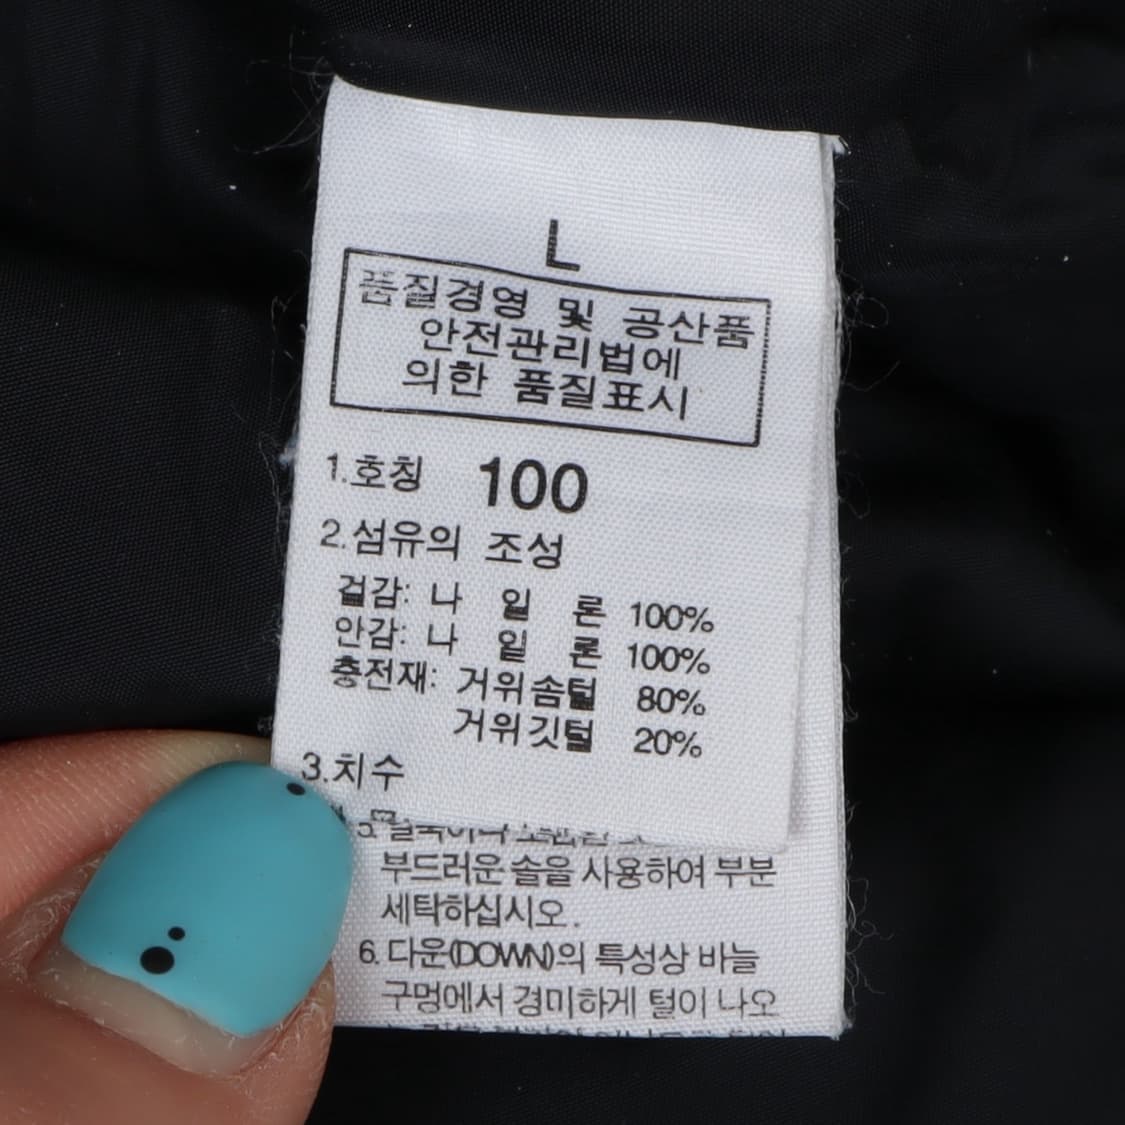 L
품질경영 및 공산품
안전관리법에
의한 품질표시
1.호칭 100
2.섬유의 조성
겉감: 나 일 론 100%
안감: 나 일 론 100%
충전재: 거위솜털 80%
거위깃털 20%
3.치수
5.
부드러운 솔을 사용하여 부분
세탁하십시오.
6. 다운(DOWN)의 특성상 바늘
구멍에서 경미하게 털이 나오